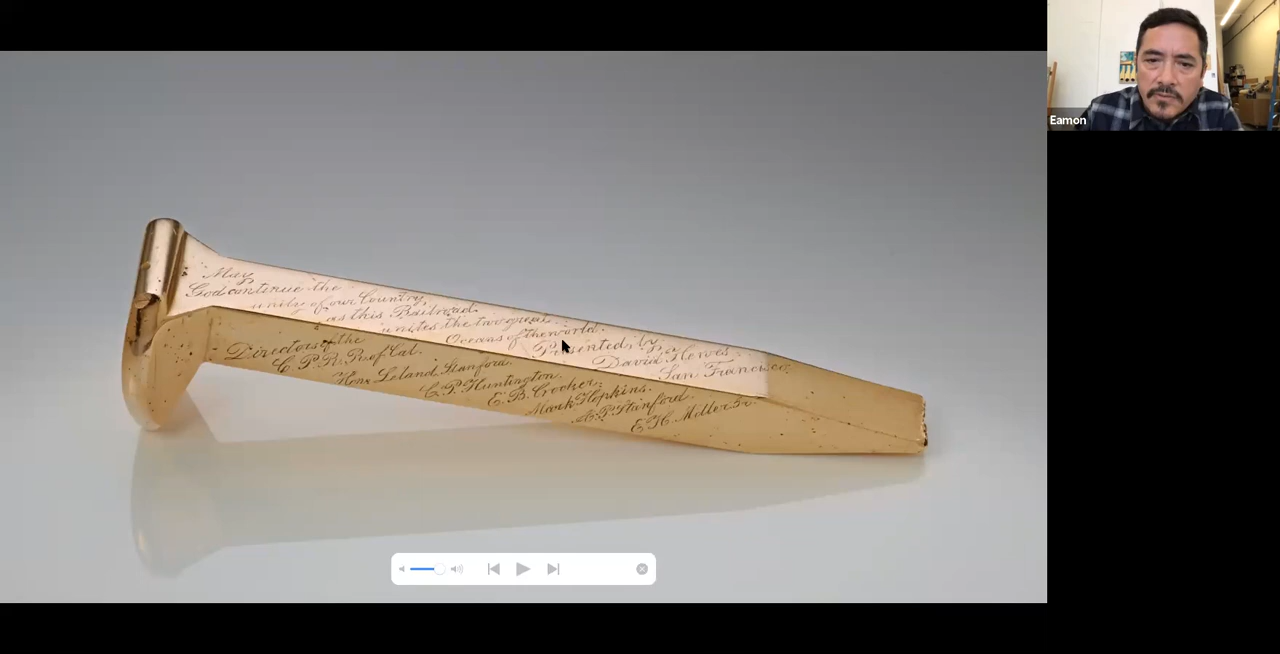 May
God continue the
unity of our Country,
as this Railroad
unites the two great
Oceans of the world.
Presented, by
David Hewes
San Francisco.
Directors of the
C. P. R. R. of Cal.
Hon. Leland Stanford.
C. P. Huntington.
E. B. Crocker.
Mark Hopkins.
A. P. Stanford.
E. H. Miller Jr.
Eamon